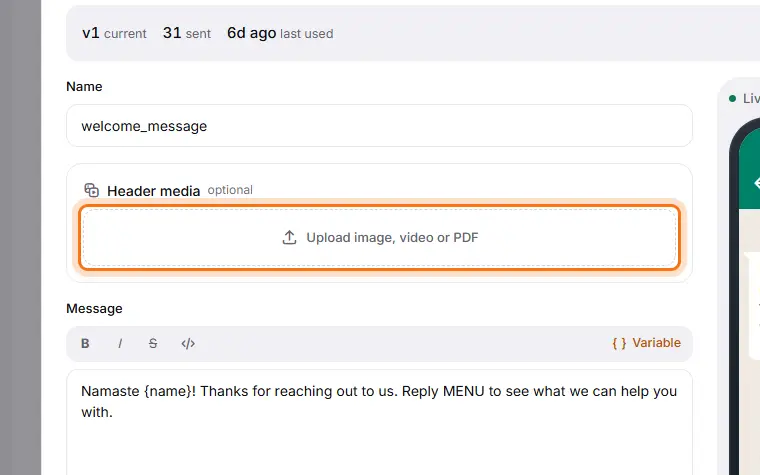 v1 current 31 sent 6d ago last used
Name
Liv
welcome_message
Header media optional
Upload image, video or PDF
Message
B I S </> { } Variable
Namaste {name}! Thanks for reaching out to us. Reply MENU to see what we can help you
with.